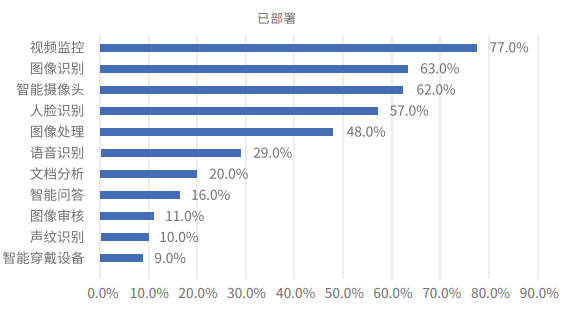 已部署
视频监控 77.0%
图像识别 63.0%
智能摄像头 62.0%
人脸识别 57.0%
图像处理 48.0%
语音识别 29.0%
文档分析 20.0%
智能问答 16.0%
图像审核 11.0%
声纹识别 10.0%
智能穿戴设备 9.0%
0.0% 10.0% 20.0% 30.0% 40.0% 50.0% 60.0% 70.0% 80.0% 90.0%